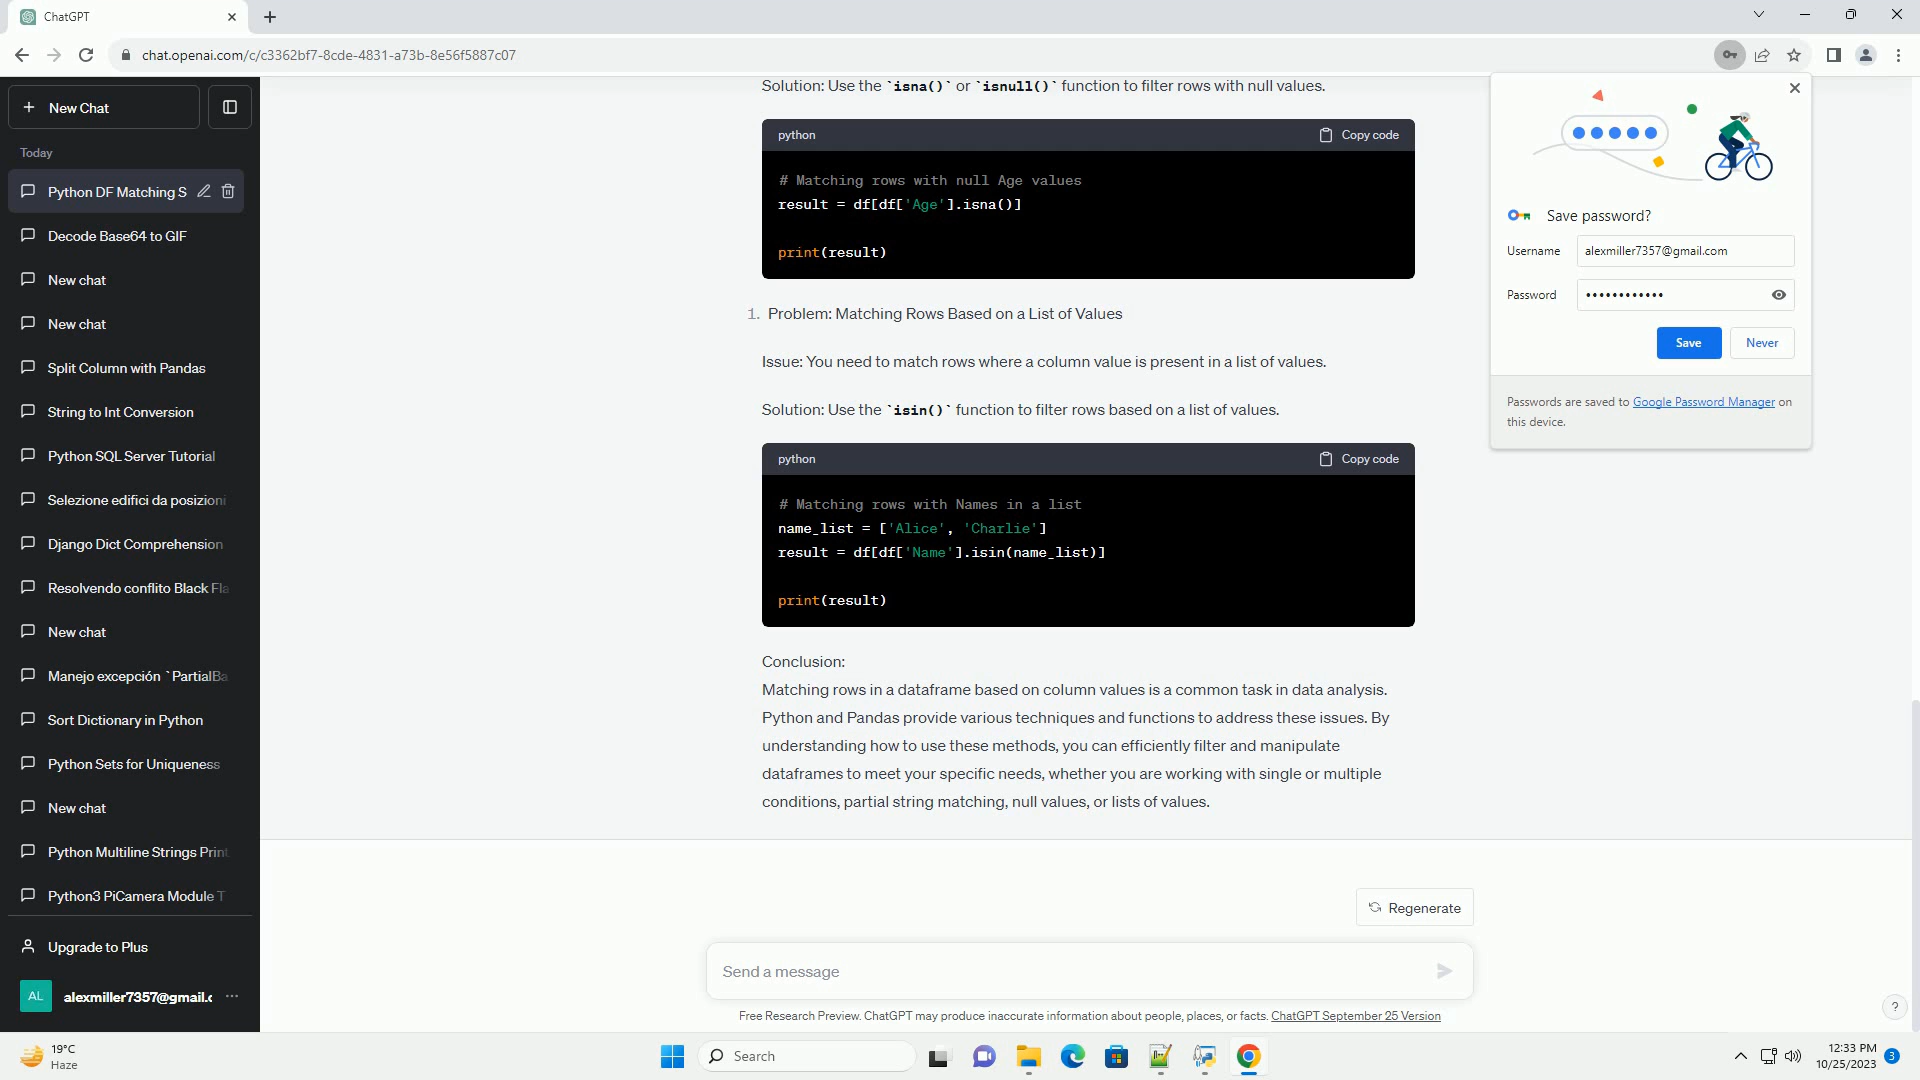 ChatGPT
chat.openai.com/c/c3362bf7-8cde-4831-a73b-8e56f5887c07
New Chat
Today
Python DF Matching S
Decode Base64 to GIF
New chat
New chat
Split Column with Pandas
String to Int Conversion
Python SQL Server Tutorial
Selezione edifici da posizioni
Django Dict Comprehension
Resolvendo conflito Black Fla
New chat
Manejo excepción `PartialBa
Sort Dictionary in Python
Python Sets for Uniqueness
New chat
Python Multiline Strings Print
Python3 PiCamera Module T
Upgrade to Plus
AL
alexmiller7357@gmail.c
Solution: Use the `isna()` or `isnull()` function to filter rows with null values.
python
Copy code
# Matching rows with null Age values
result = df[df['Age'].isna()]
print(result)
1. Problem: Matching Rows Based on a List of Values
Issue: You need to match rows where a column value is present in a list of values.
Solution: Use the `isin()` function to filter rows based on a list of values.
python
Copy code
# Matching rows with Names in a list
name_list = ['Alice', 'Charlie']
result = df[df['Name'].isin(name_list)]
print(result)
Conclusion:
Matching rows in a dataframe based on column values is a common task in data analysis.
Python and Pandas provide various techniques and functions to address these issues. By
understanding how to use these methods, you can efficiently filter and manipulate
dataframes to meet your specific needs, whether you are working with single or multiple
conditions, partial string matching, null values, or lists of values.
Regenerate
Send a message
Free Research Preview. ChatGPT may produce inaccurate information about people, places, or facts. ChatGPT September 25 Version
?
Save password?
Username
alexmiller7357@gmail.com
Password
••••••••••••
Save
Never
Passwords are saved to Google Password Manager on
this device.
19°C
Haze
Search
12:33 PM
10/25/2023
3